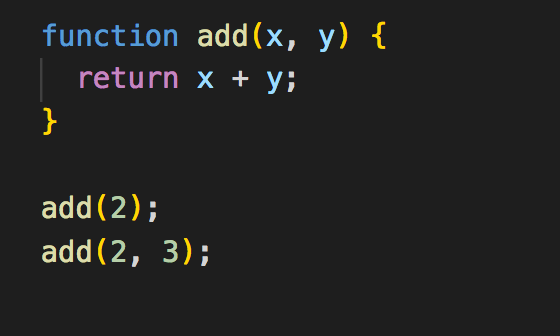 function add(x, y) {
  return x + y;
}

add(2);
add(2, 3);